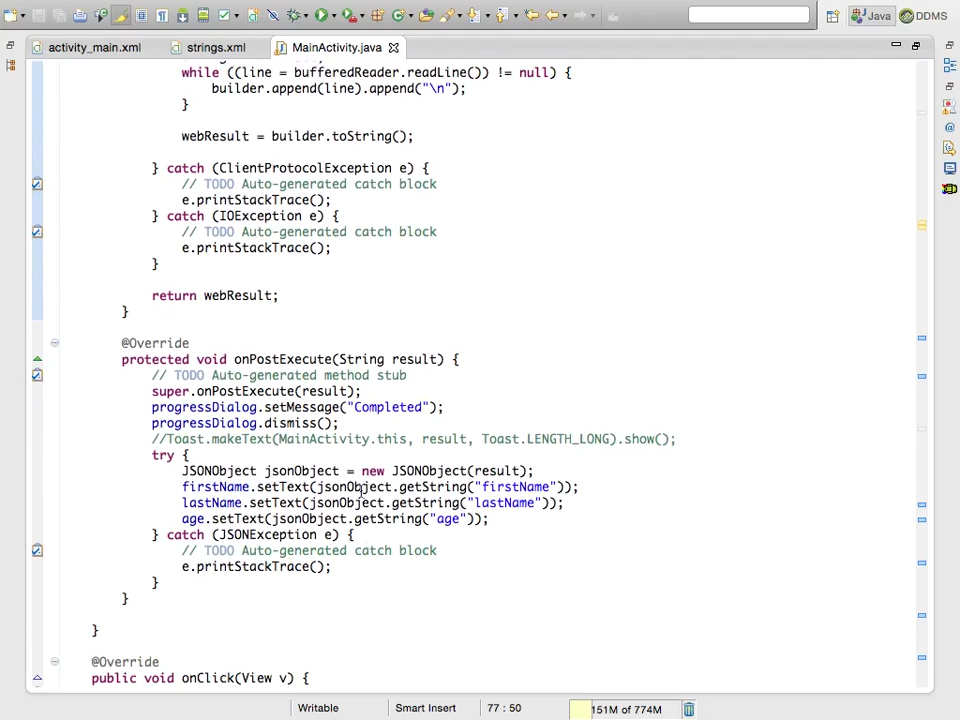 Java
DDMS
activity_main.xml
strings.xml
MainActivity.java
while ((line = bufferedReader.readLine()) != null) {
builder.append(line).append("\n");
}
webResult = builder.toString();
} catch (ClientProtocolException e) {
// TODO Auto-generated catch block
e.printStackTrace();
} catch (IOException e) {
// TODO Auto-generated catch block
e.printStackTrace();
}
return webResult;
}
@Override
protected void onPostExecute(String result) {
// TODO Auto-generated method stub
super.onPostExecute(result);
progressDialog.setMessage("Completed");
progressDialog.dismiss();
//Toast.makeText(MainActivity.this, result, Toast.LENGTH_LONG).show();
try {
JSONObject jsonObject = new JSONObject(result);
firstName.setText(jsonObject.getString("firstName"));
lastName.setText(jsonObject.getString("lastName"));
age.setText(jsonObject.getString("age"));
} catch (JSONException e) {
// TODO Auto-generated catch block
e.printStackTrace();
}
}
}
@Override
public void onClick(View v) {
Writable
Smart Insert
77 : 50
151M of 774M